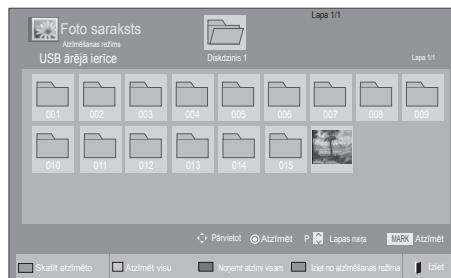 Lapa 1/1
Foto saraksts
Atzīmēšanas režīms
USB ārējā ierīce
Diskdzinis 1
Lapa 1/1
001 002 003 004 005 006 007 008 009
010 011 012 013 014 015
Pārvietot Atzīmēt P Lapas maiņa MARK Atzīmēt
Skatīt atzīmēto Atzīmēt visu Noņemt atzīmi visam Iziet no atzīmēšanas režīma Iziet